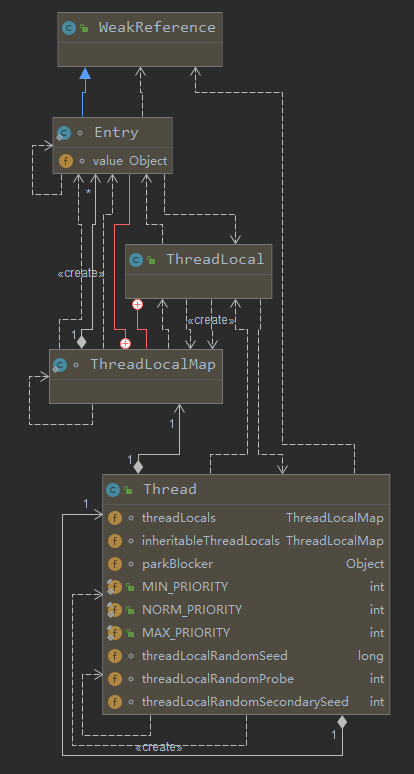 WeakReference
Entry
value Object
*
ThreadLocal
«create»
«create»
1
ThreadLocalMap
1
1
Thread
1
threadLocals ThreadLocalMap
inheritableThreadLocals ThreadLocalMap
parkBlocker Object
MIN_PRIORITY int
NORM_PRIORITY int
MAX_PRIORITY int
threadLocalRandomSeed long
threadLocalRandomProbe int
threadLocalRandomSecondarySeed int
1
«create»